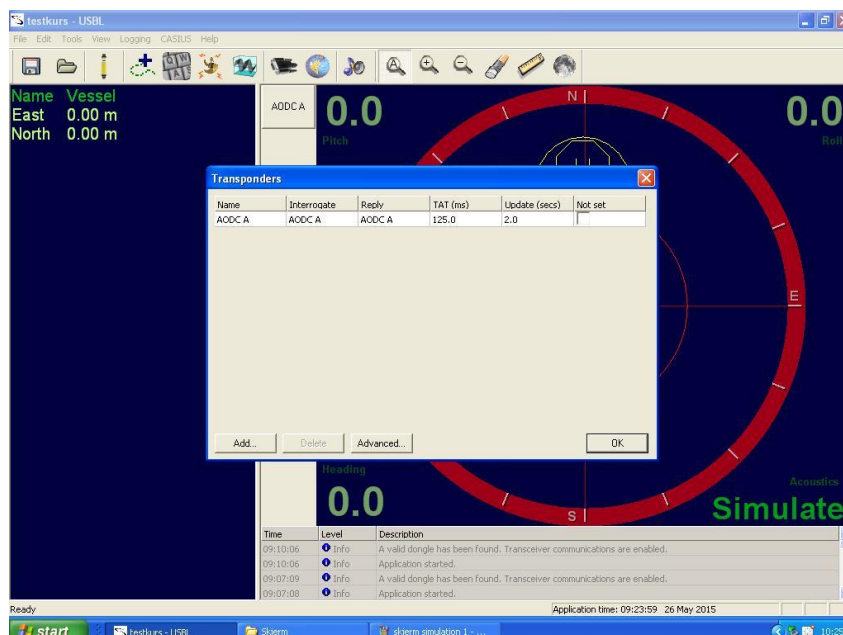 testkurs - USBL
File Edit Tools View Logging CASIUS Help
Name Vessel
East 0.00 m
North 0.00 m
AODC A
0.0
Pitch
N
0.0
Roll
Transponders
Name Interrogate Reply TAT (ms) Update (secs) Not set
AODC A AODC A AODC A 125.0 2.0
E
Add... Delete Advanced... OK
Heading
0.0
S
Acoustics
Simulate
Time Level Description
09:10:06 Info A valid dongle has been found. Transceiver communications are enabled.
09:10:06 Info Application started.
09:07:09 Info A valid dongle has been found. Transceiver communications are enabled.
09:07:08 Info Application started.
Ready Application time: 09:23:59 26 May 2015
start testkurs - USBL Skjerm skjerm simulation 1 - ... 10:25